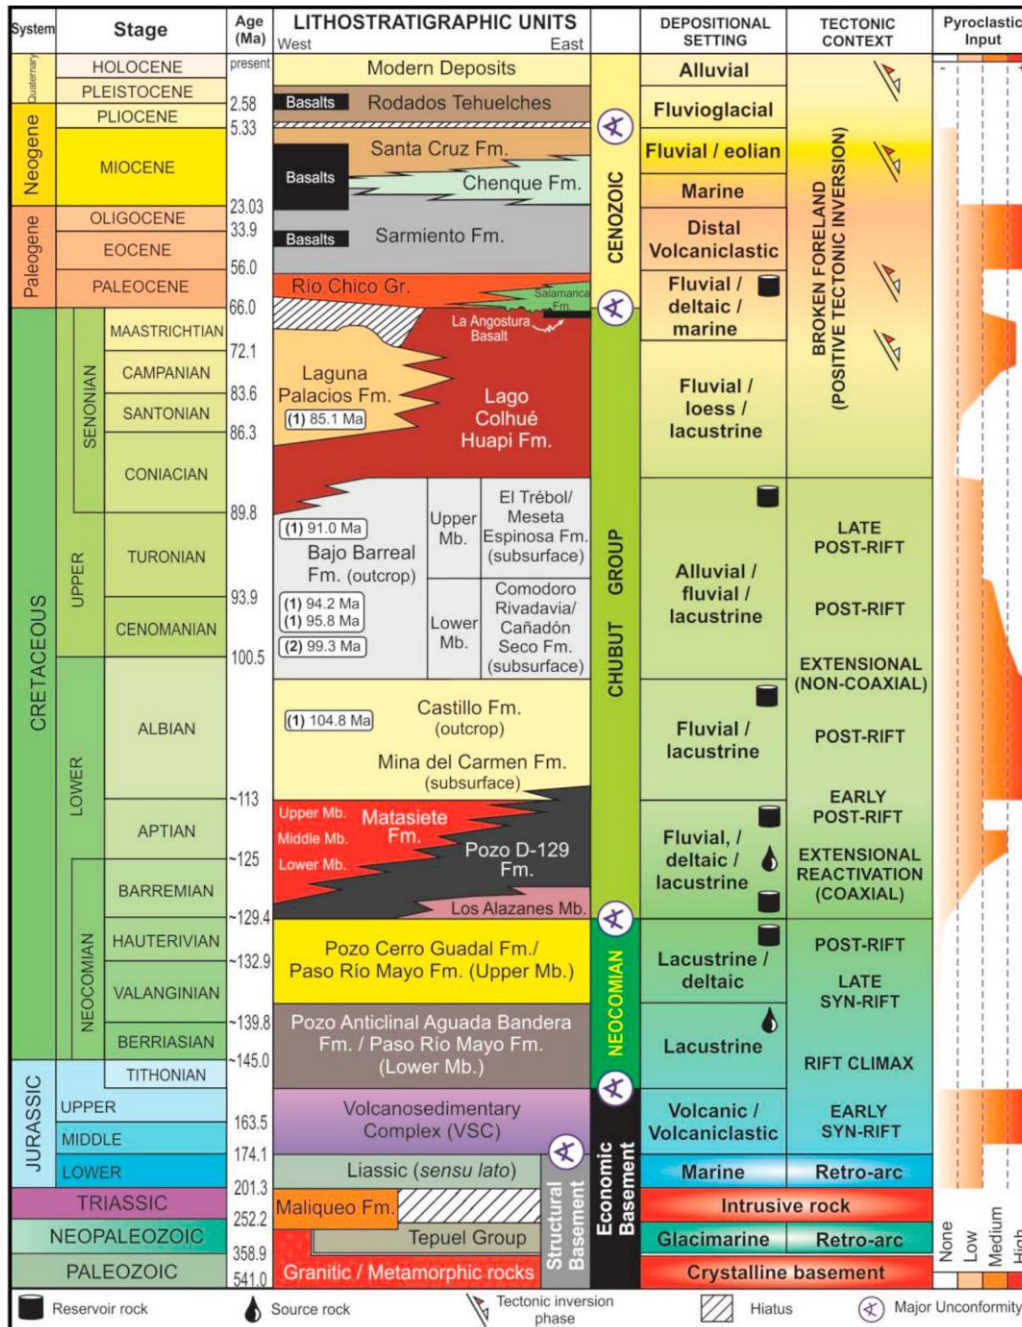 System
Stage
Age
(Ma)
LITHOSTRATIGRAPHIC UNITS
West
East
DEPOSITIONAL
SETTING
TECTONIC
CONTEXT
Pyroclastic
Input
- +
Quaternary
Neogene
Paleogene
CRETACEOUS
JURASSIC
TRIASSIC
NEOPALEOZOIC
PALEOZOIC
UPPER
LOWER
SENONIAN
NEOCOMIAN
HOLOCENE
PLEISTOCENE
PLIOCENE
MIOCENE
OLIGOCENE
EOCENE
PALEOCENE
MAASTRICHTIAN
CAMPANIAN
SANTONIAN
CONIACIAN
TURONIAN
CENOMANIAN
ALBIAN
APTIAN
BARREMIAN
HAUTERIVIAN
VALANGINIAN
BERRIASIAN
TITHONIAN
UPPER
MIDDLE
LOWER
present
2.58
5.33
23.03
33.9
56.0
66.0
72.1
83.6
86.3
89.8
93.9
100.5
~113
~125
~129.4
~132.9
~139.8
~145.0
163.5
174.1
201.3
252.2
358.9
541.0
Modern Deposits
Basalts
Rodados Tehuelches
Santa Cruz Fm.
Basalts
Chenque Fm.
Basalts
Sarmiento Fm.
Río Chico Gr.
Salamanca
Fm.
La Angostura
Basalt
Laguna
Palacios Fm.
(1) 85.1 Ma
Lago
Colhué
Huapi Fm.
(1) 91.0 Ma
Bajo Barreal
Fm. (outcrop)
(1) 94.2 Ma
(1) 95.8 Ma
(2) 99.3 Ma
Upper
Mb.
El Trébol/
Meseta
Espinosa Fm.
(subsurface)
Lower
Mb.
Comodoro
Rivadavia/
Cañadón
Seco Fm.
(subsurface)
(1) 104.8 Ma
Castillo Fm.
(outcrop)
Mina del Carmen Fm.
(subsurface)
Upper Mb.
Middle Mb.
Lower Mb.
Matasiete
Fm.
Pozo D-129
Fm.
Los Alazanes Mb.
Pozo Cerro Guadal Fm./
Paso Río Mayo Fm. (Upper Mb.)
Pozo Anticlinal Aguada Bandera
Fm. / Paso Río Mayo Fm.
(Lower Mb.)
Volcanosedimentary
Complex (VSC)
Liassic (sensu lato)
Maliqueo Fm.
Tepuel Group
Granitic / Metamorphic rocks
Structural
Basement
CENOZOIC
CHUBUT GROUP
NEOCOMIAN
Economic
Basement
Alluvial
Fluvioglacial
Fluvial / eolian
Marine
Distal
Volcaniclastic
Fluvial /
deltaic /
marine
Fluvial /
loess /
lacustrine
Alluvial /
fluvial /
lacustrine
Fluvial /
lacustrine
Fluvial, /
deltaic /
lacustrine
Lacustrine /
deltaic
Lacustrine
Volcanic /
Volcaniclastic
Marine
Intrusive rock
Glacimarine
Crystalline basement
BROKEN FORELAND
(POSITIVE TECTONIC INVERSION)
LATE
POST-RIFT
POST-RIFT
EXTENSIONAL
(NON-COAXIAL)
POST-RIFT
EARLY
POST-RIFT
EXTENSIONAL
REACTIVATION
(COAXIAL)
POST-RIFT
LATE
SYN-RIFT
RIFT CLIMAX
EARLY
SYN-RIFT
Retro-arc
Retro-arc
None
Low
Medium
High
Reservoir rock
Source rock
Tectonic inversion
phase
Hiatus
Major Unconformity